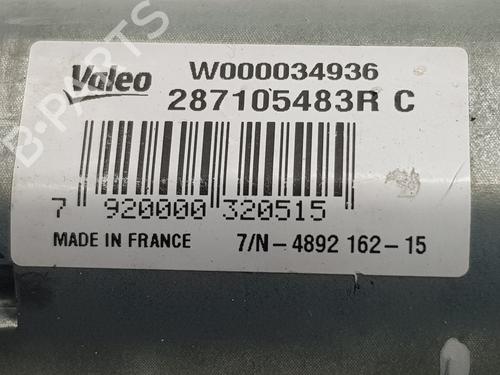 B-PARTS
Valeo
W000034936
287105483R C
7 920000 320515
MADE IN FRANCE 7/N-4892 162-15